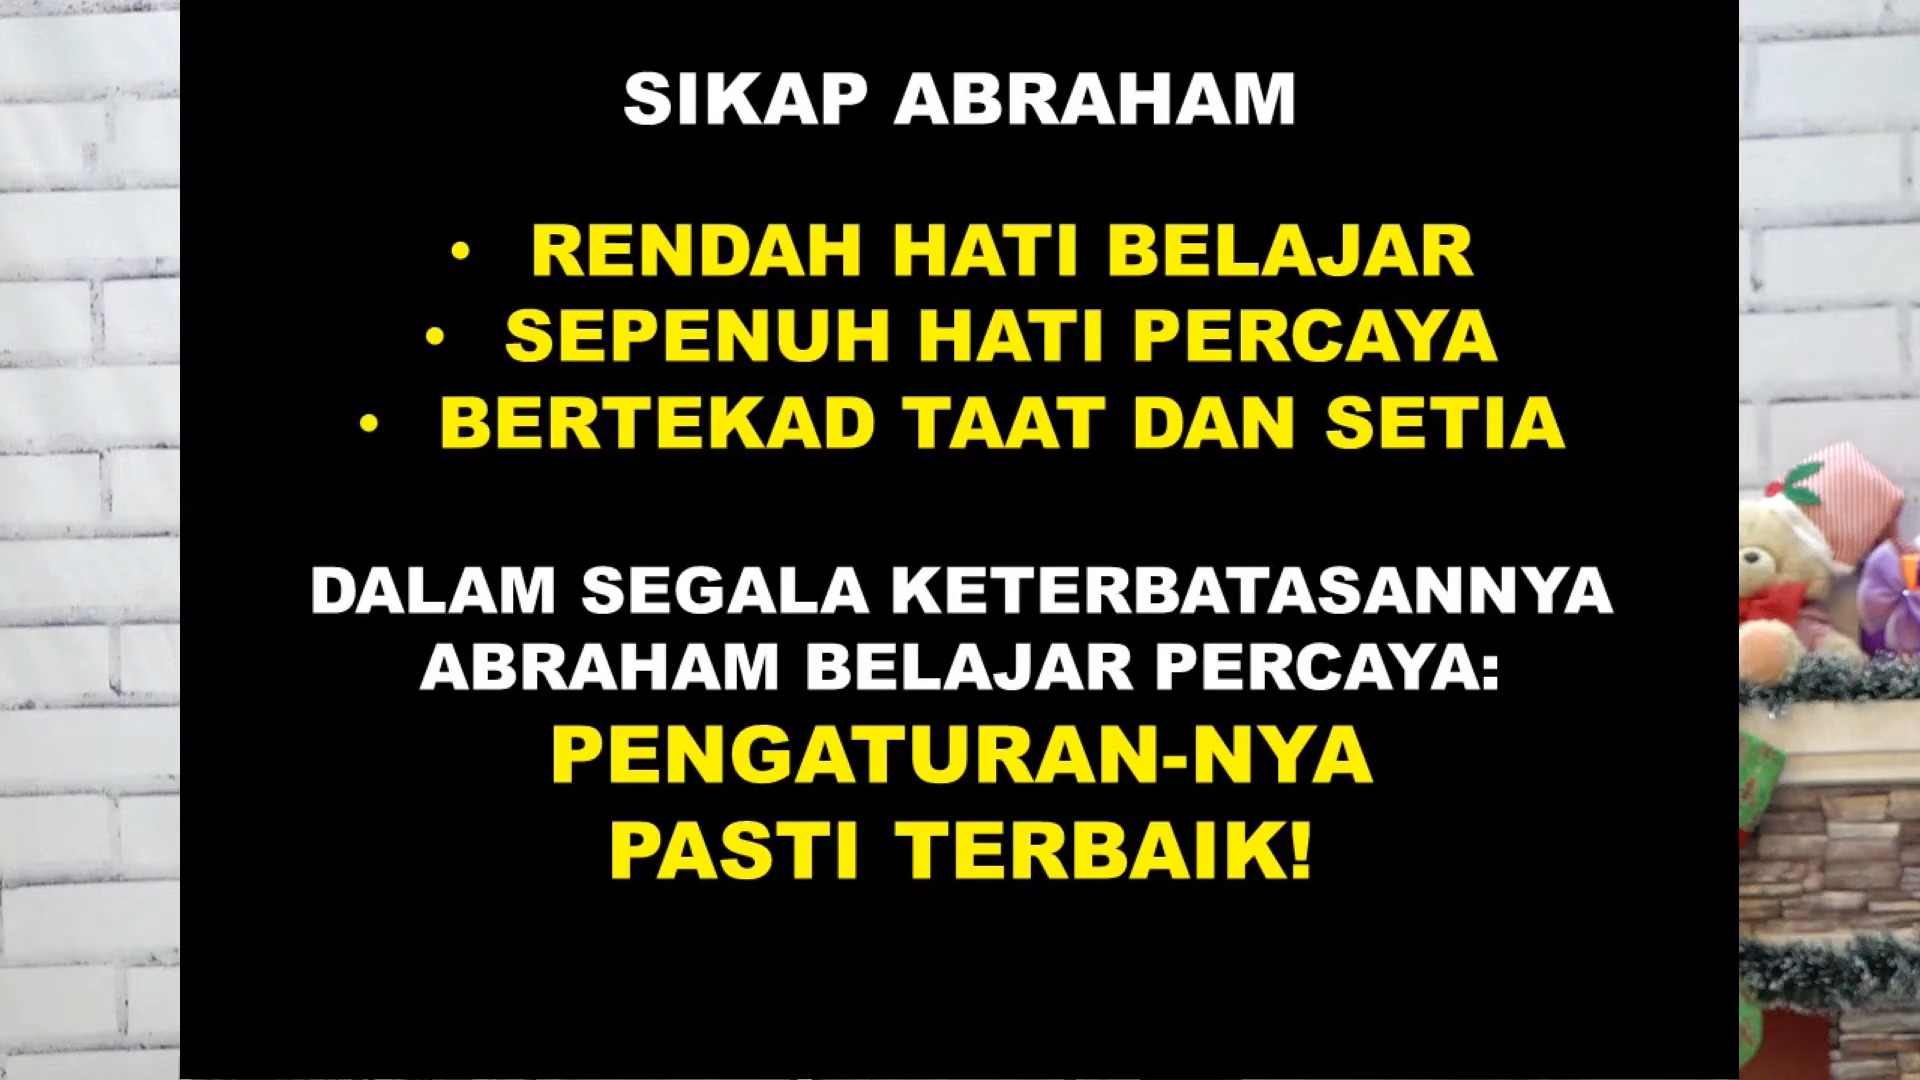 SIKAP ABRAHAM
• RENDAH HATI BELAJAR
• SEPENUH HATI PERCAYA
• BERTEKAD TAAT DAN SETIA
DALAM SEGALA KETERBATASANNYA
ABRAHAM BELAJAR PERCAYA:
PENGATURAN-NYA
PASTI TERBAIK!